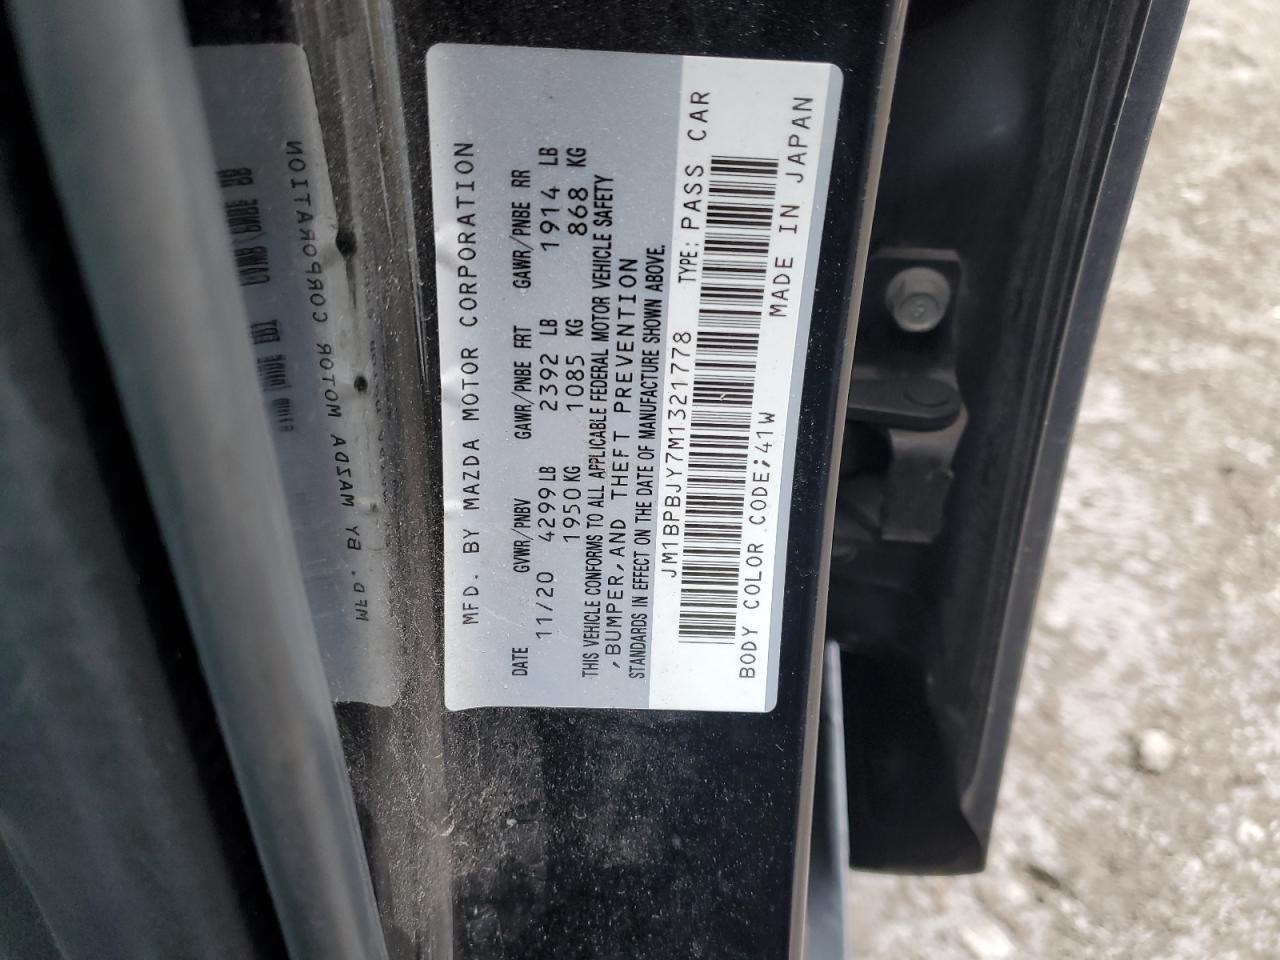 MFD. BY MAZDA MOTOR CORPORATION
DATE GVWR/PNBV GAWR/PNBE FRT GAWR/PNBE RR
11/20 4299 LB 2392 LB 1914 LB
1950 KG 1085 KG 868 KG
THIS VEHICLE CONFORMS TO ALL APPLICABLE FEDERAL MOTOR VEHICLE SAFETY
,BUMPER,AND THEFT PREVENTION
STANDARDS IN EFFECT ON THE DATE OF MANUFACTURE SHOWN ABOVE.
JM1BPBJY7M1321778 TYPE: PASS CAR
BODY COLOR CODE;41W MADE IN JAPAN
MFD. BY MAZDA MOTOR CORPORATION